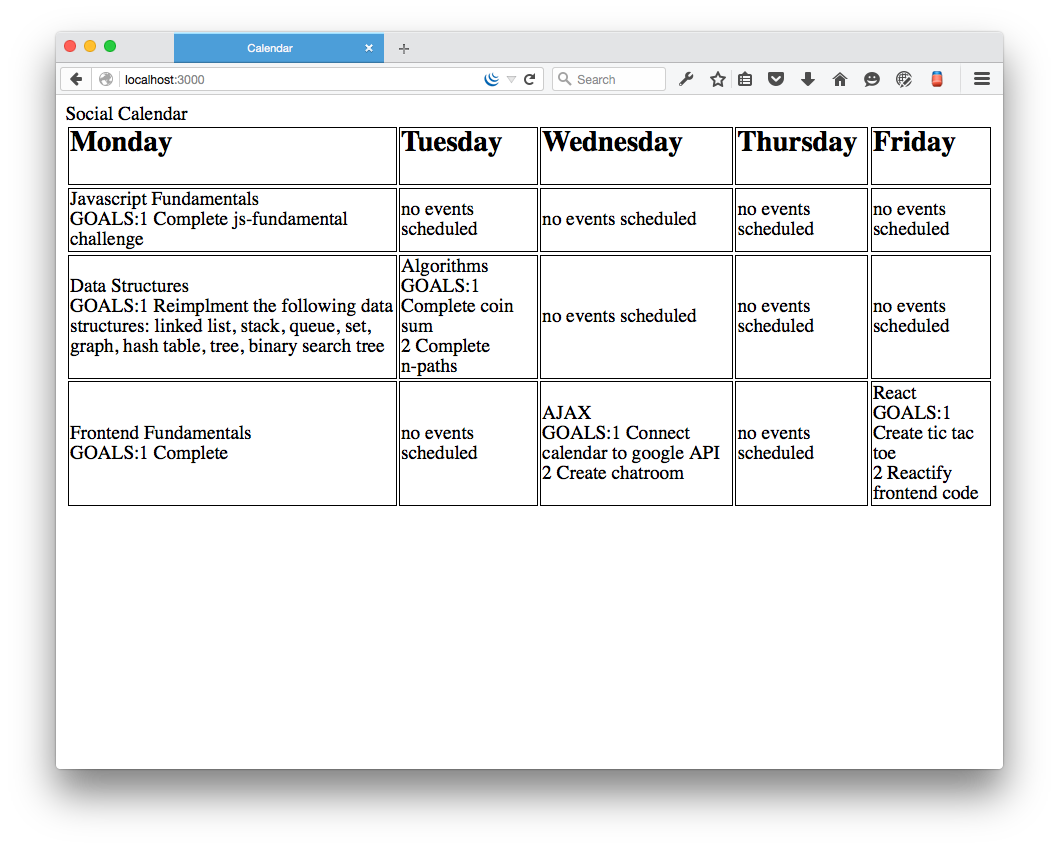 Calendar
localhost:3000
Search
Social Calendar
Monday
Tuesday
Wednesday
Thursday
Friday
Javascript Fundamentals
GOALS:1 Complete js-fundamental
challenge
no events
scheduled
no events scheduled
no events
scheduled
no events
scheduled
Data Structures
GOALS:1 Reimplment the following data
structures: linked list, stack, queue, set,
graph, hash table, tree, binary search tree
Algorithms
GOALS:1
Complete coin
sum
2 Complete
n-paths
no events scheduled
no events
scheduled
no events
scheduled
Frontend Fundamentals
GOALS:1 Complete
no events
scheduled
AJAX
GOALS:1 Connect
calendar to google API
2 Create chatroom
no events
scheduled
React
GOALS:1
Create tic tac
toe
2 Reactify
frontend code